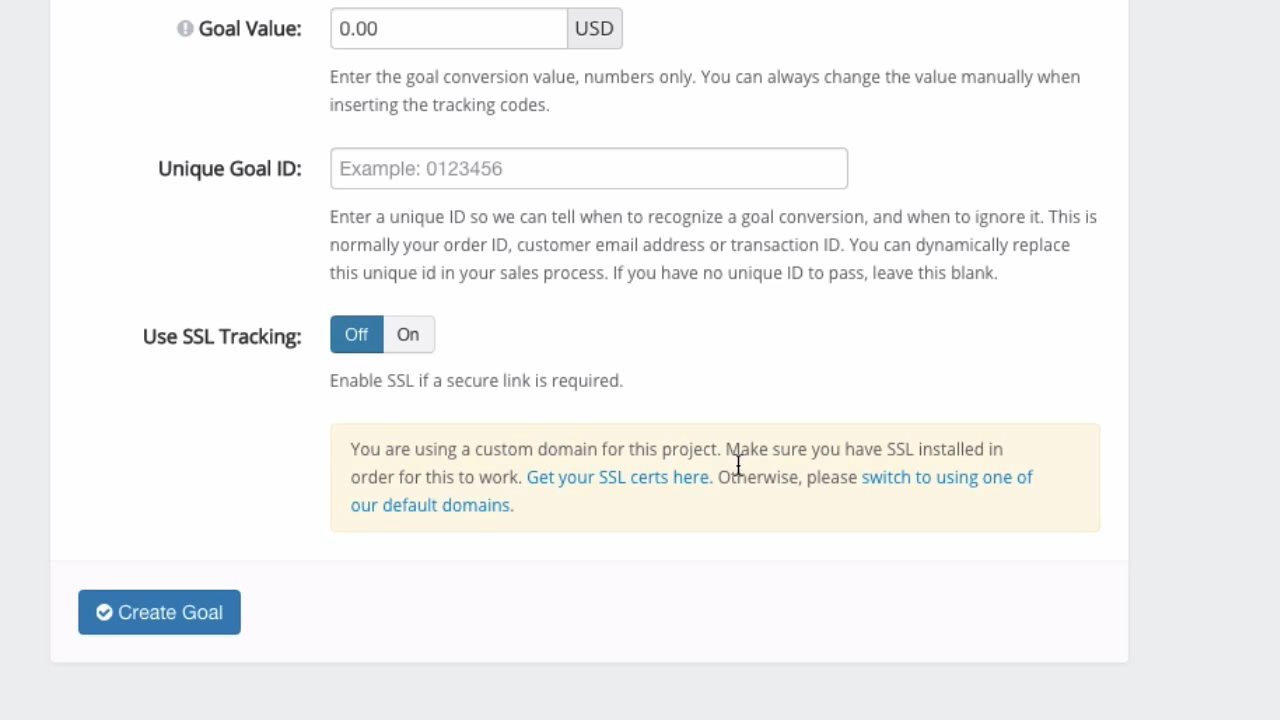 Goal Value: 0.00 USD
Enter the goal conversion value, numbers only. You can always change the value manually when
inserting the tracking codes.
Unique Goal ID: Example: 0123456
Enter a unique ID so we can tell when to recognize a goal conversion, and when to ignore it. This is
normally your order ID, customer email address or transaction ID. You can dynamically replace
this unique id in your sales process. If you have no unique ID to pass, leave this blank.
Use SSL Tracking: Off On
Enable SSL if a secure link is required.
You are using a custom domain for this project. Make sure you have SSL installed in
order for this to work. Get your SSL certs here. Otherwise, please switch to using one of
our default domains.
Create Goal